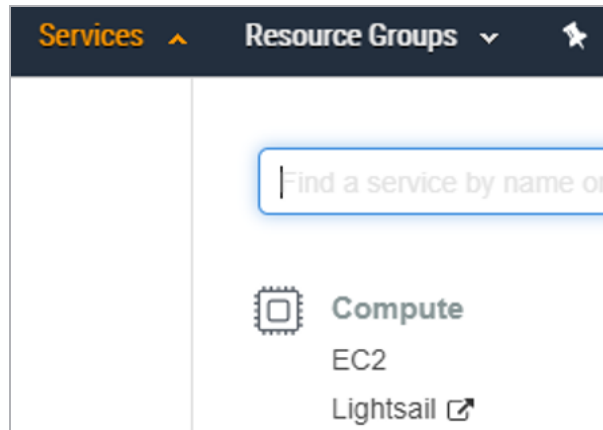 Services Resource Groups
Find a service by name or
Compute
EC2
Lightsail